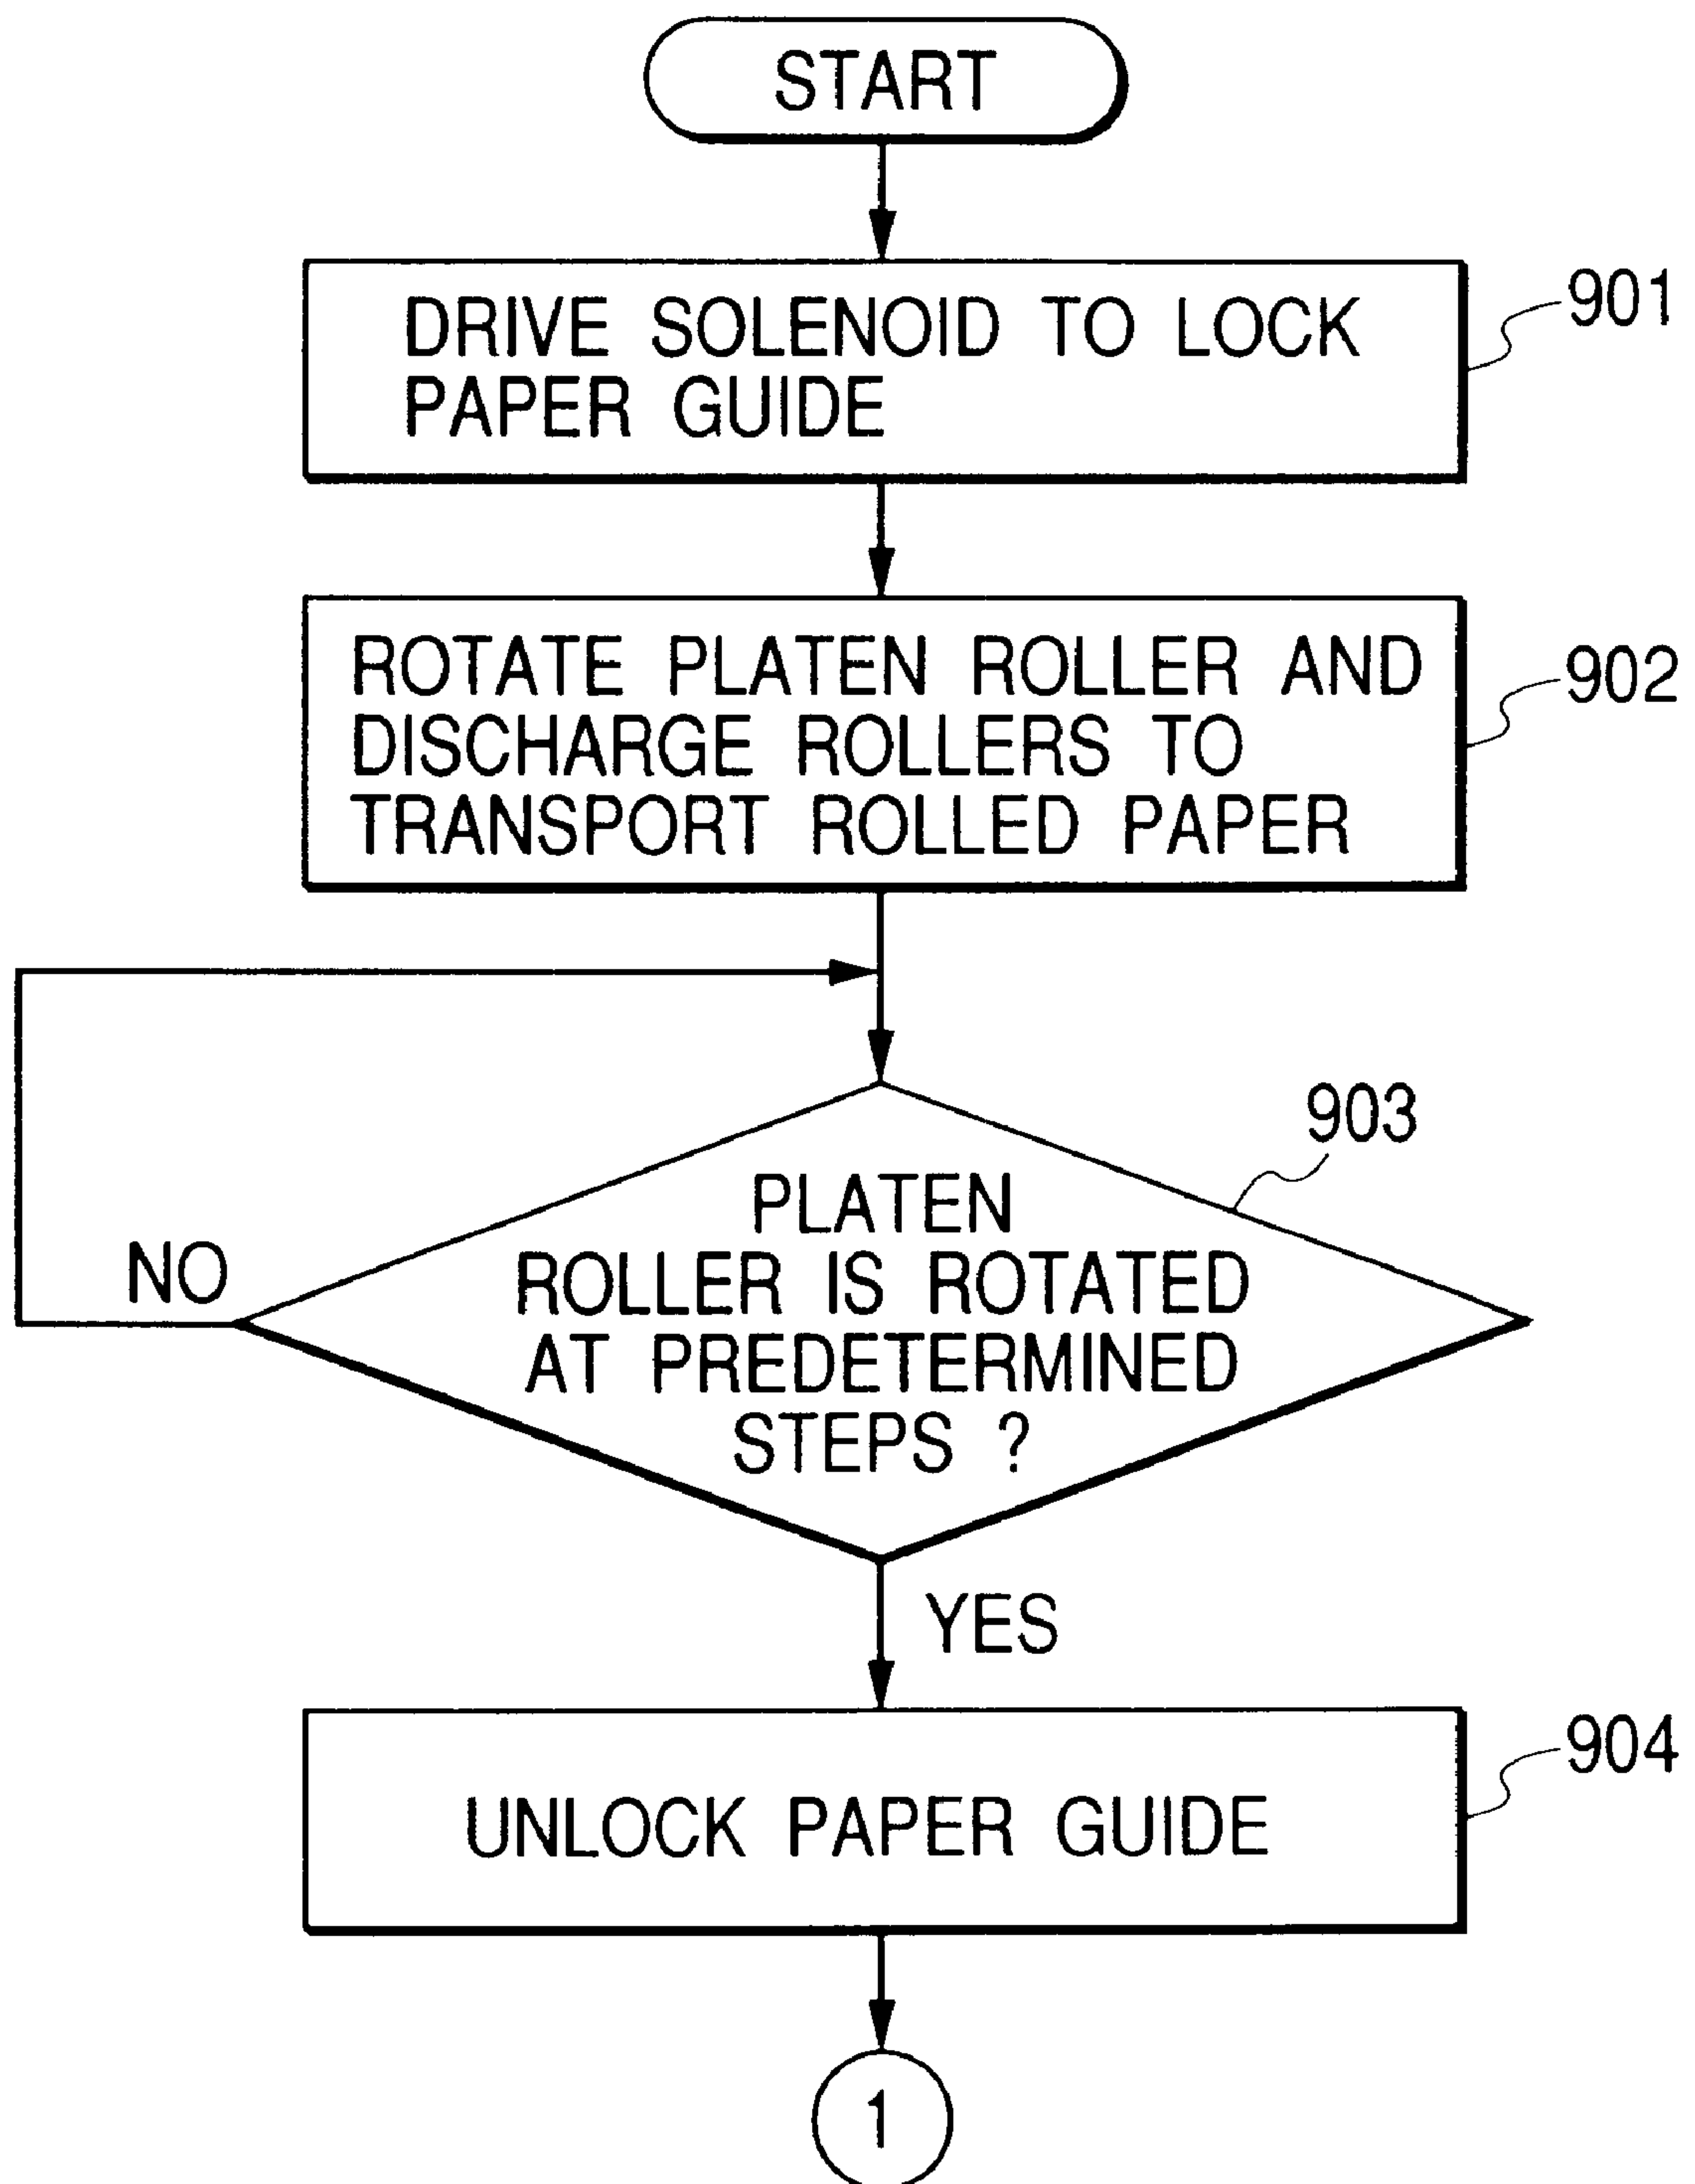 START
DRIVE SOLENOID TO LOCK
PAPER GUIDE
901
ROTATE PLATEN ROLLER AND
DISCHARGE ROLLERS TO
TRANSPORT ROLLED PAPER
902
903
PLATEN
ROLLER IS ROTATED
AT PREDETERMINED
STEPS ?
NO
YES
UNLOCK PAPER GUIDE
904
1